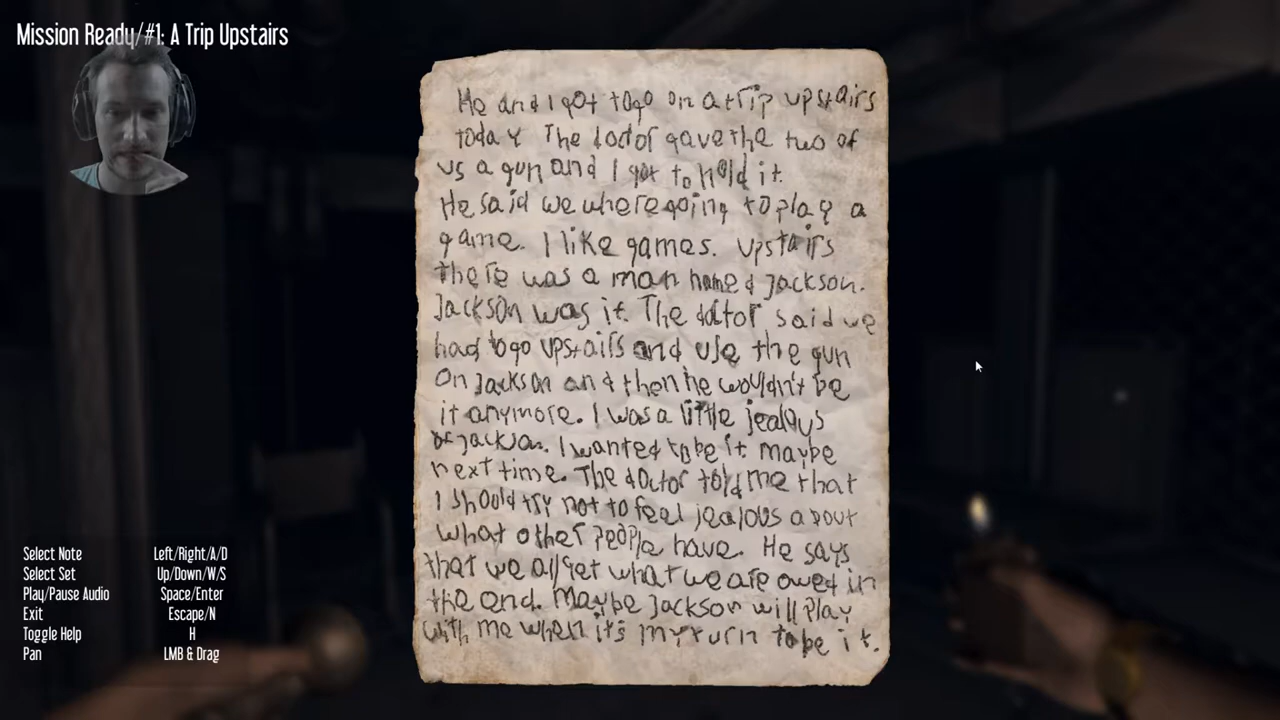 Mission Ready/#1: A Trip Upstairs
He and I got to go on a trip upstairs
today The doctor gave the two of
us a gun and I got to hold it.
He said we where going to play a
game. I like games. Upstairs
there was a man named Jackson.
Jackson was it. The doctor said we
had to go upstairs and use the gun
on Jackson and then he wouldn't be
it anymore. I was a little jealous
of Jackson. I wanted to be it maybe
next time. The doctor told me that
I should try not to feel jealous about
what other people have. He says
that we all get what we are owed in
the end. Maybe Jackson will play
with me when it's my turn to be it.
Select Note Left/Right/A/D
Select Set Up/Down/W/S
Play/Pause Audio Space/Enter
Exit Escape/N
Toggle Help H
Pan LMB & Drag